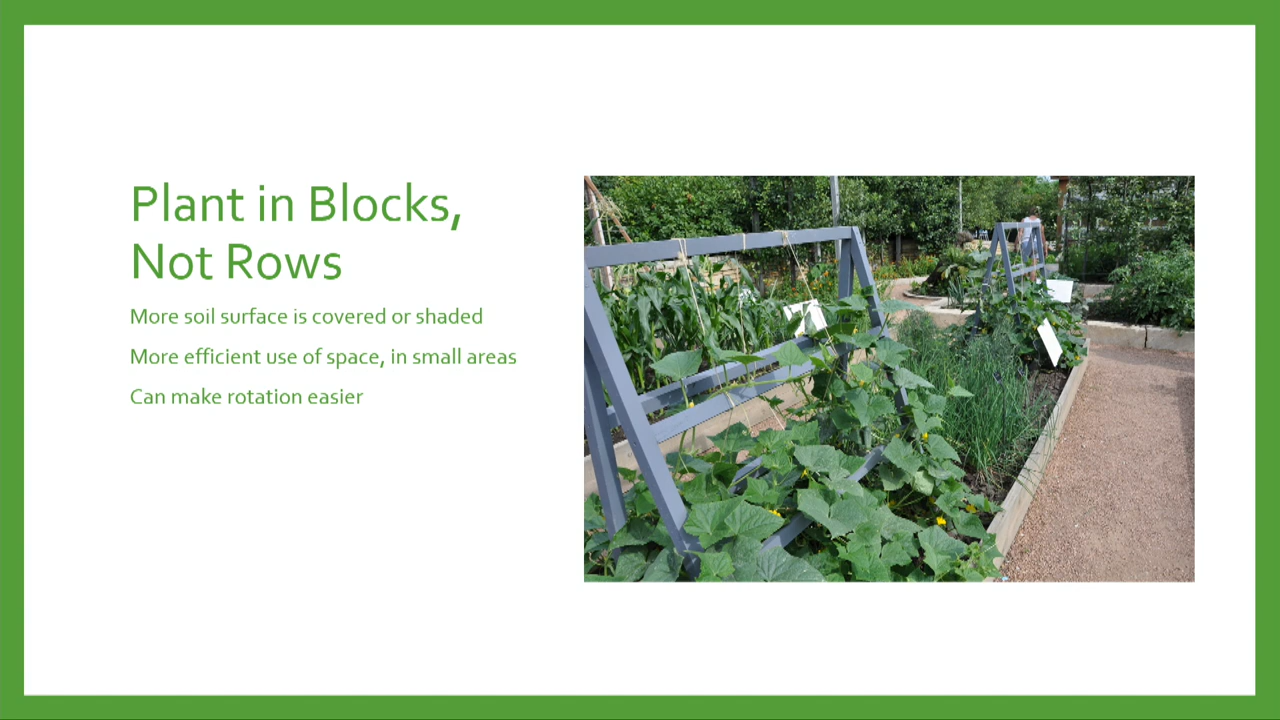 Plant in Blocks,
Not Rows
More soil surface is covered or shaded
More efficient use of space, in small areas
Can make rotation easier